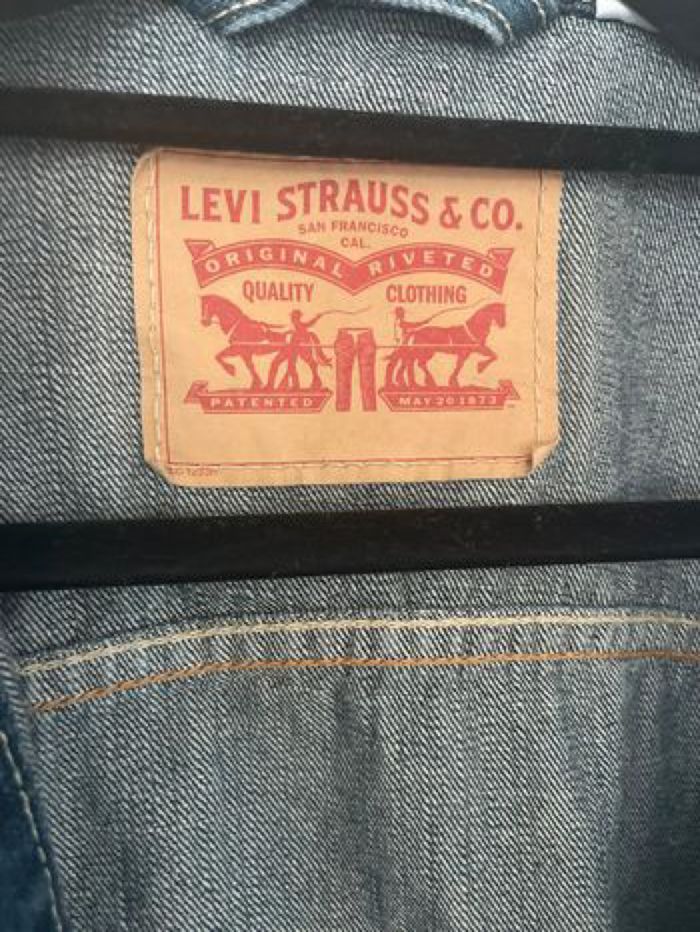 LEVI STRAUSS & CO.
SAN FRANCISCO
CAL.
ORIGINAL RIVETED
QUALITY CLOTHING
PATENTED MAY 20 1873